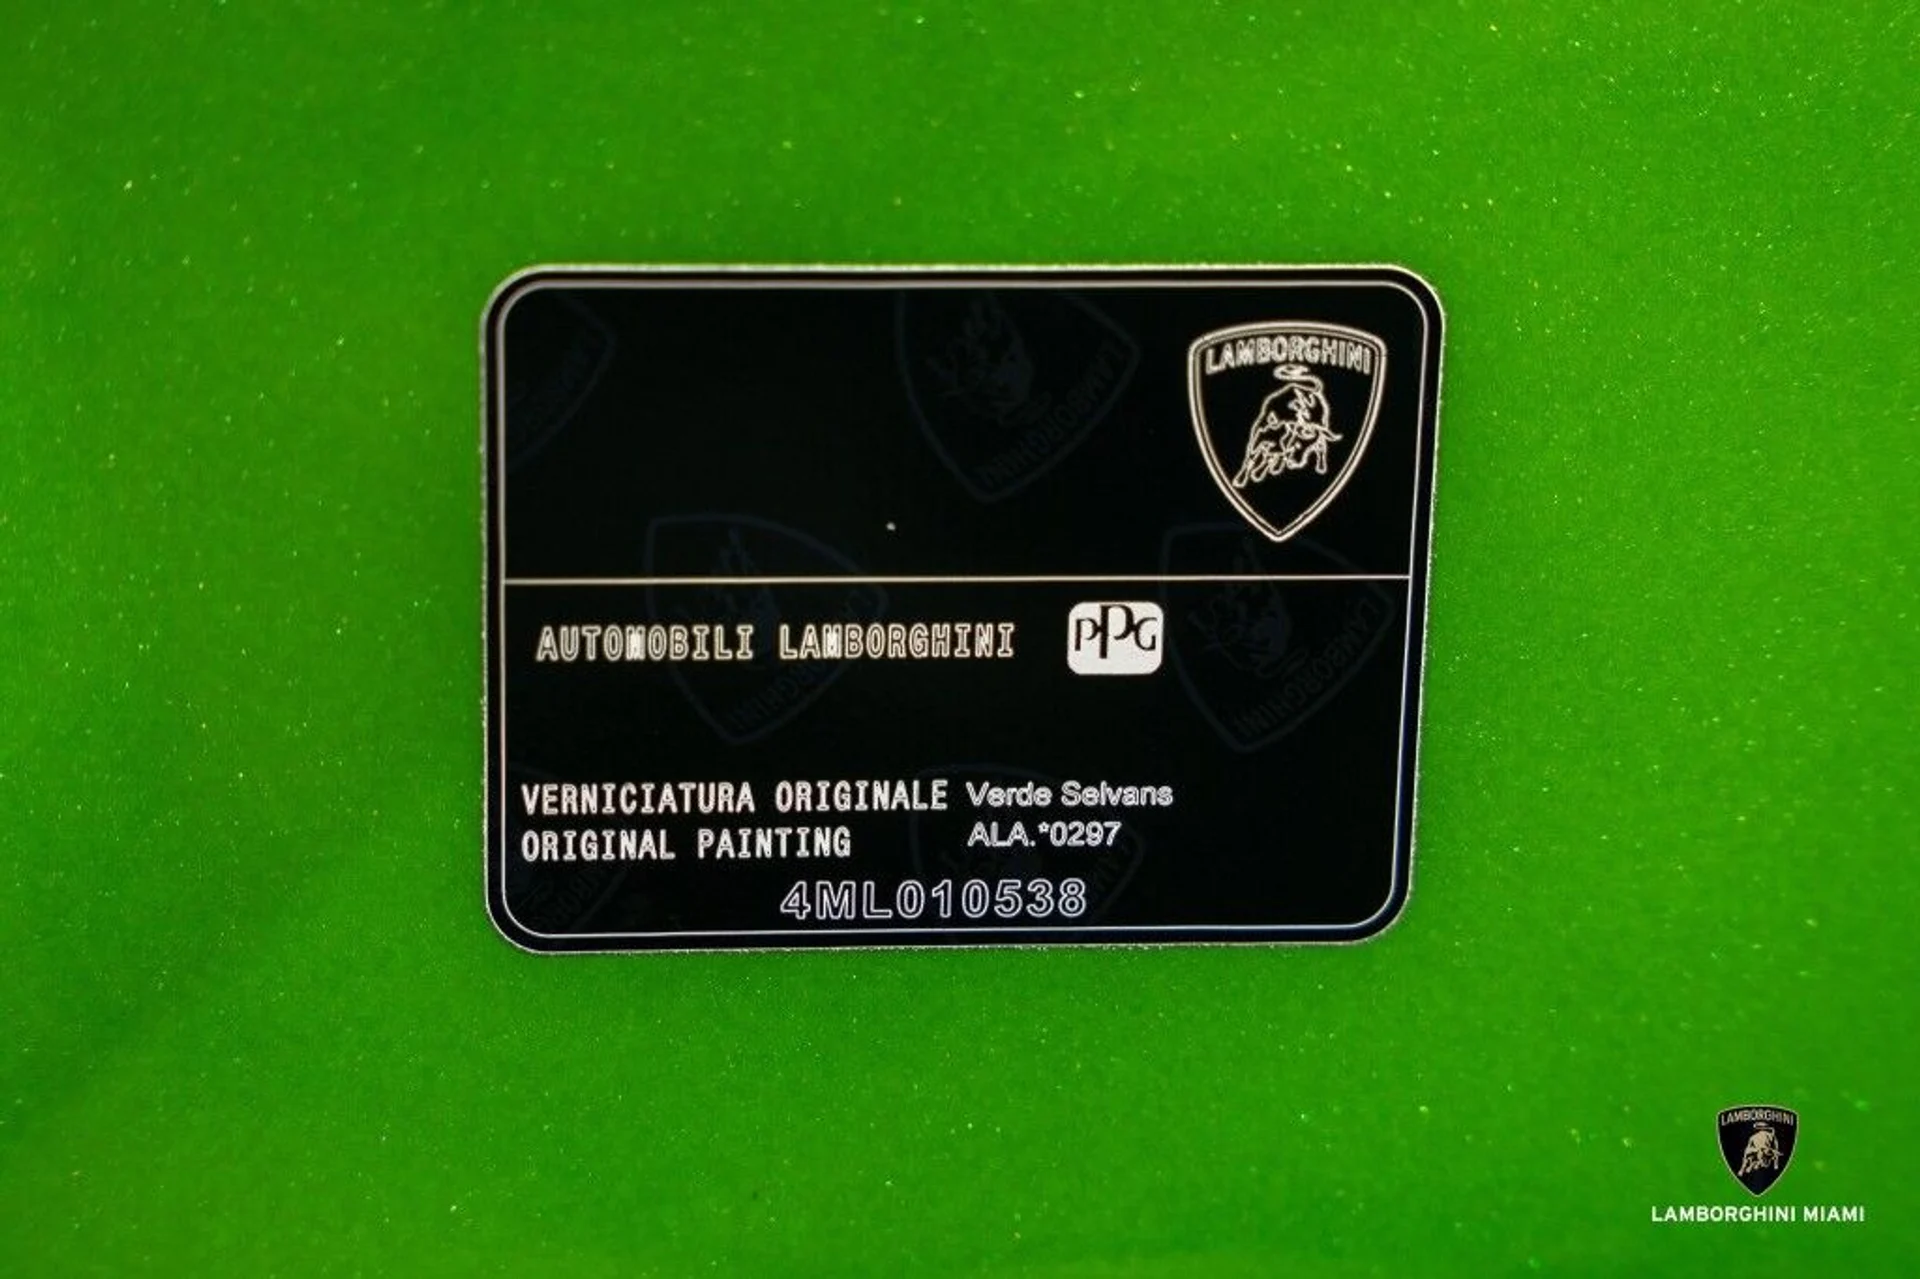 LAMBORGHINI
AUTOMOBILI LAMBORGHINI
PPG
VERNICIATURA ORIGINALE Verde Selvans
ORIGINAL PAINTING ALA.*0297
4ML010538
LAMBORGHINI
LAMBORGHINI MIAMI